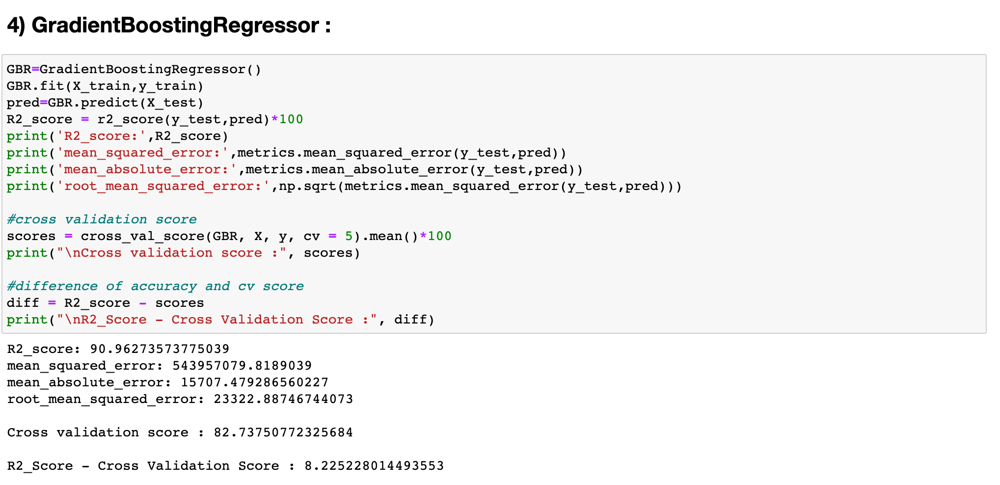 4) GradientBoostingRegressor :
GBR=GradientBoostingRegressor()
GBR.fit(X_train,y_train)
pred=GBR.predict(X_test)
R2_score = r2_score(y_test,pred)*100
print('R2_score:',R2_score)
print('mean_squared_error:',metrics.mean_squared_error(y_test,pred))
print('mean_absolute_error:',metrics.mean_absolute_error(y_test,pred))
print('root_mean_squared_error:',np.sqrt(metrics.mean_squared_error(y_test,pred)))
#cross validation score
scores = cross_val_score(GBR, X, y, cv = 5).mean()*100
print("\nCross validation score :", scores)
#difference of accuracy and cv score
diff = R2_score - scores
print("\nR2_Score - Cross Validation Score :", diff)
R2_score: 90.96273573775039
mean_squared_error: 543957079.8189039
mean_absolute_error: 15707.479286560227
root_mean_squared_error: 23322.88746744073
Cross validation score : 82.73750772325684
R2_Score - Cross Validation Score : 8.225228014493553